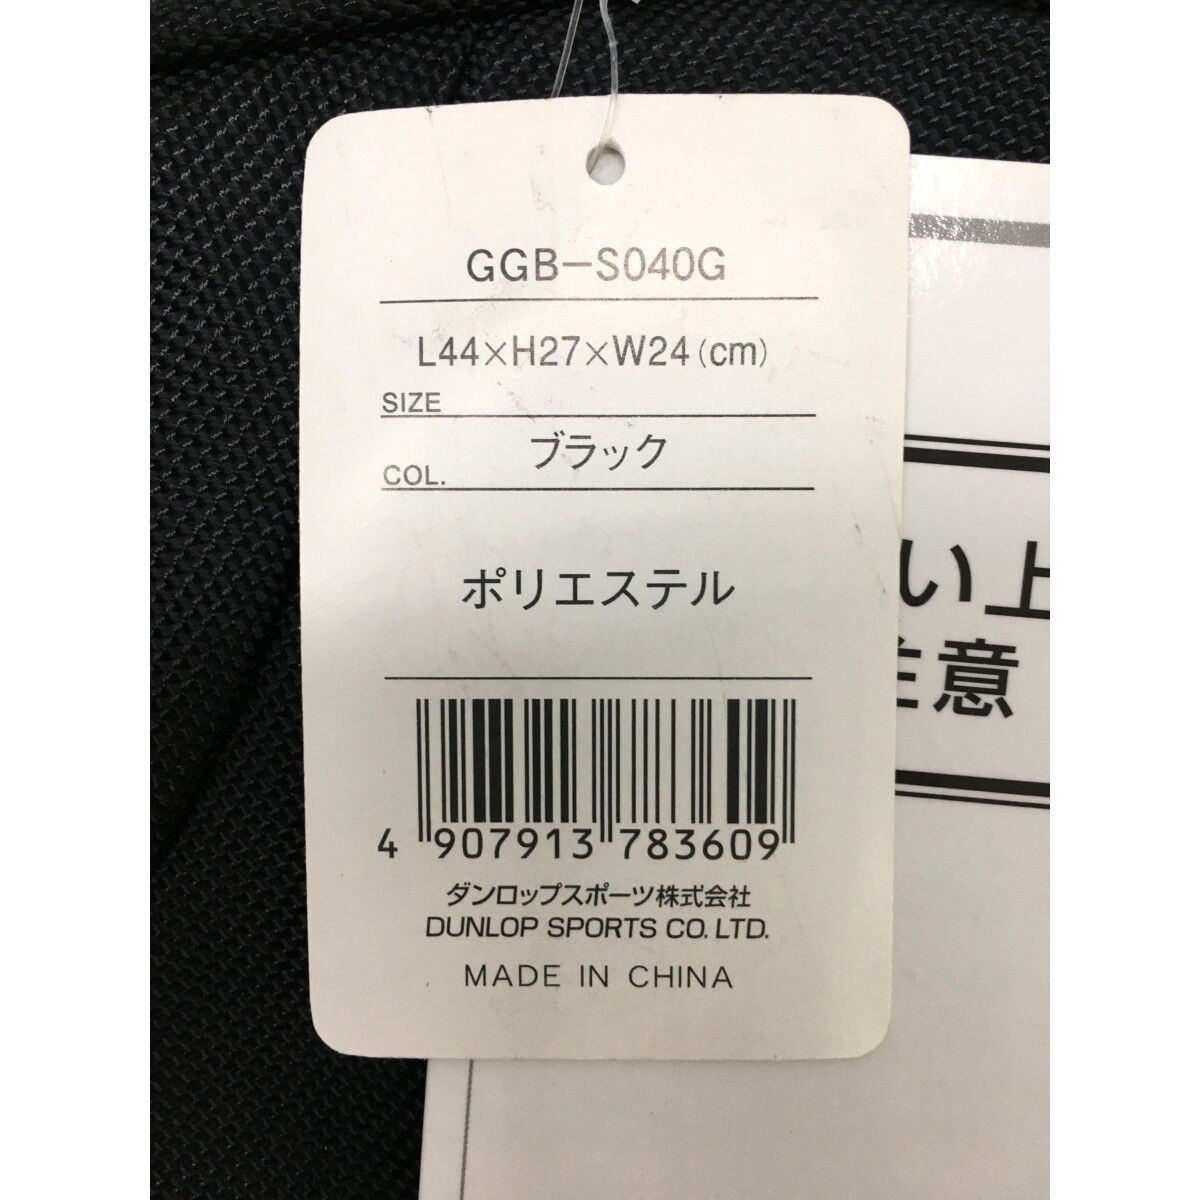 GGB-S040G
L44×H27×W24(cm)
SIZE
ブラック
COL.
ポリエステル
4 907913 783609
ダンロップスポーツ株式会社
DUNLOP SPORTS CO. LTD.
MADE IN CHINA
い上
注意